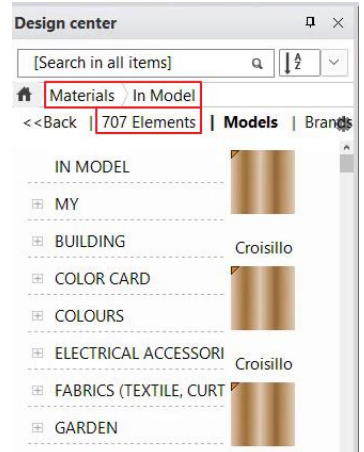 Design center
[Search in all items]
Materials In Model
<<Back | 707 Elements | Models | Brands
IN MODEL
MY
BUILDING
Croisillo
COLOR CARD
COLOURS
ELECTRICAL ACCESSORI
Croisillo
FABRICS (TEXTILE, CURT
GARDEN